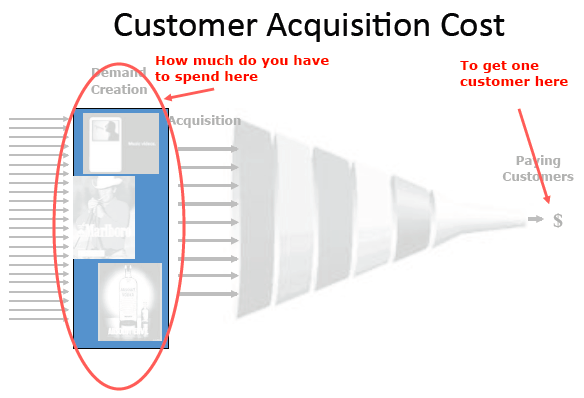 Customer Acquisition Cost
How much do you have
to spend here
To get one
customer here
Demand
Creation
Acquisition
Paying
Customers
$